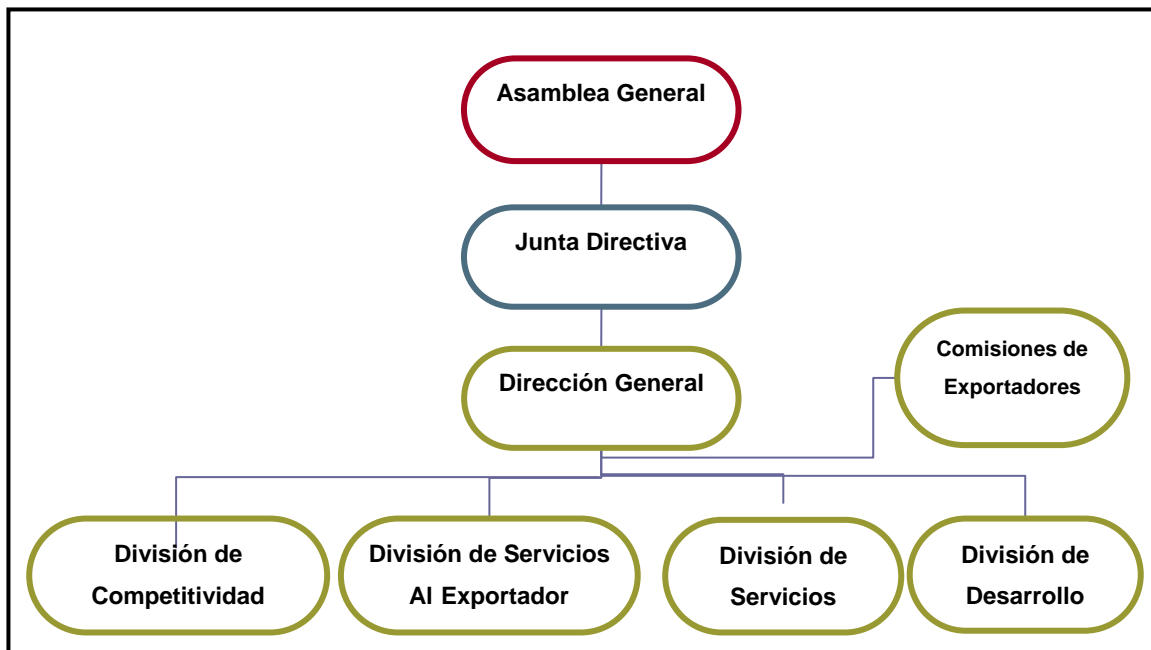 Asamblea General
Junta Directiva
Dirección General
Comisiones de
Exportadores
División de
Competitividad
División de Servicios
Al Exportador
División de
Servicios
División de
Desarrollo